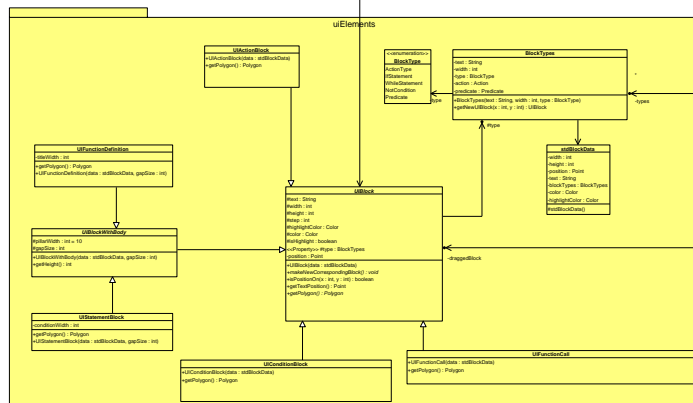 uiElements
UIActionBlock
+UIActionBlock(data : stdBlockData)
+getPolygon() : Polygon
<<enumeration>>
BlockType
ActionType
IfStatement
WhileStatement
NotCondition
Predicate
-type
BlockTypes
-text : String
-width : int
-type : BlockType
-action : Action
-predicate : Predicate
+BlockTypes(text : String, width : int, type : BlockType)
+getNewUIBlock(x : int, y : int) : UIBlock
*
-types
#type
stdBlockData
-width : int
-height : int
-position : Point
-text : String
-blockTypes : BlockTypes
-color : Color
-highlightColor : Color
#stdBlockData()
UIFunctionDefinition
-titleWidth : int
+getPolygon() : Polygon
+UIFunctionDefinition(data : stdBlockData, gapSize : int)
UIBlock
#text : String
#width : int
#height : int
#step : int
#highlightColor : Color
#color : Color
#isHighlight : boolean
<<Property>> #type : BlockTypes
-position : Point
+UIBlock(data : stdBlockData)
+makeNewCorrespondingBlock() : void
+isPositionOn(x : int, y : int) : boolean
+getTextPosition() : Point
+getPolygon() : Polygon
-draggedBlock
UIBlockWithBody
#pillarWidth : int = 10
#gapSize : int
+UIBlockWithBody(data : stdBlockData, gapSize : int)
+getHeight() : int
UIStatementBlock
-conditionWidth : int
+getPolygon() : Polygon
+UIStatementBlock(data : stdBlockData, gapSize : int)
UIConditionBlock
+UIConditionBlock(data : stdBlockData)
+getPolygon() : Polygon
UIFunctionCall
+UIFunctionCall(data : stdBlockData)
+getPolygon() : Polygon